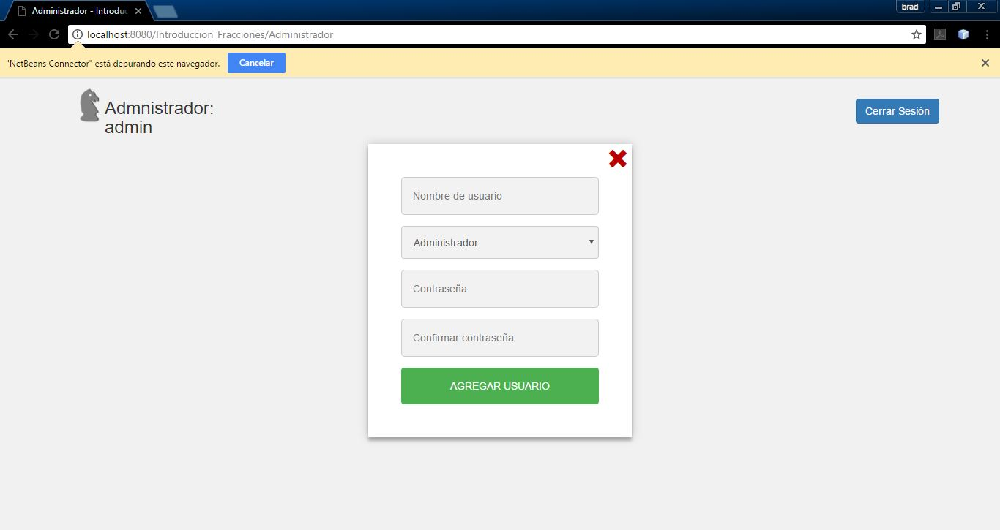 Administrador - Introduc
brad
localhost:8080/Introduccion_Fracciones/Administrador
"NetBeans Connector" está depurando este navegador.
Cancelar
Admnistrador:
admin
Cerrar Sesión
Nombre de usuario
Administrador
Contraseña
Confirmar contraseña
AGREGAR USUARIO